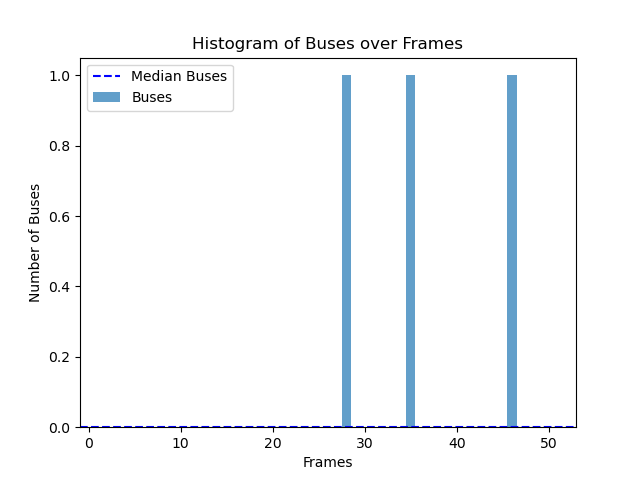 Histogram of Buses over Frames
Median Buses
Buses
Number of Buses
1.0
0.8
0.6
0.4
0.2
0.0
0 10 20 30 40 50
Frames